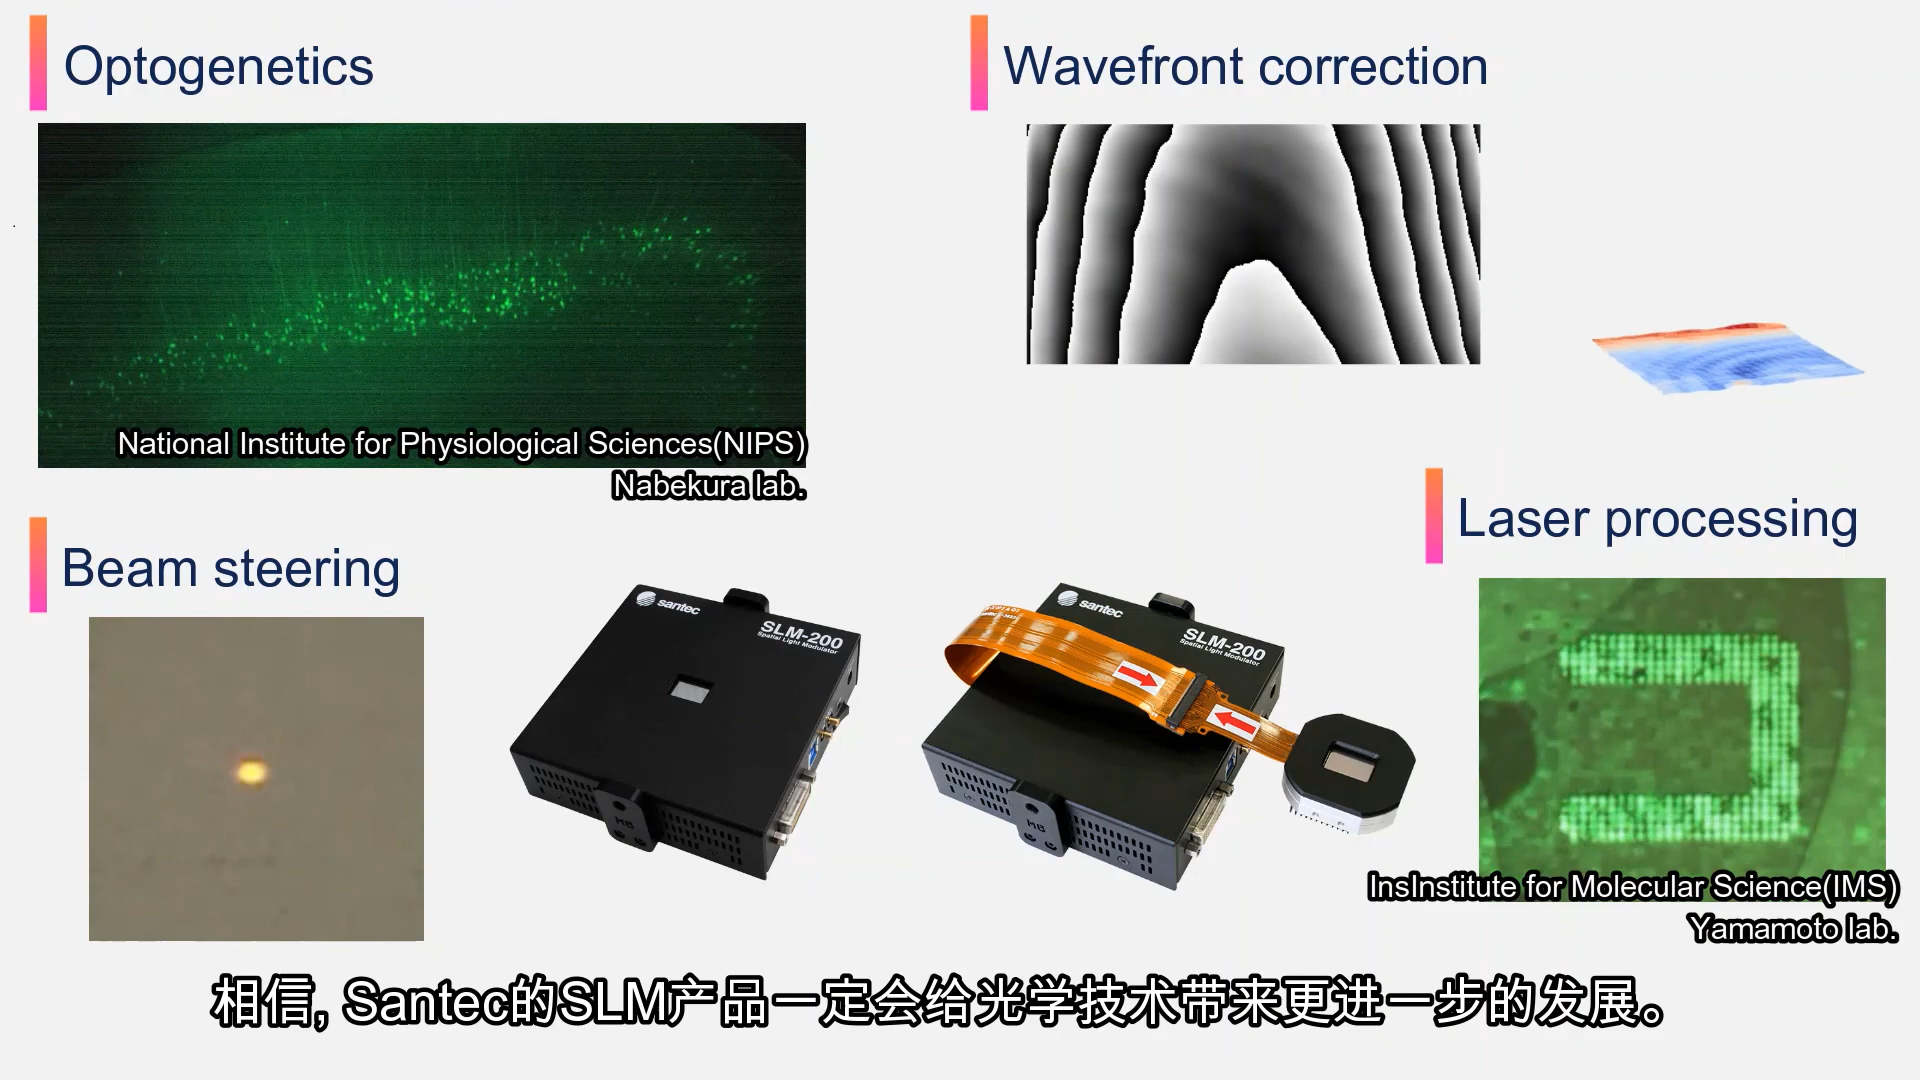 Optogenetics
National Institute for Physiological Sciences(NIPS)
Nabekura lab.
Wavefront correction
Beam steering
santec
SLM-200
Spatial Light Modulator
M6
santec
SLM-200
Spatial Light Modulator
M6
Laser processing
InsInstitute for Molecular Science(IMS)
Yamamoto lab.
相信, Santec的SLM产品一定会给光学技术带来更进一步的发展。